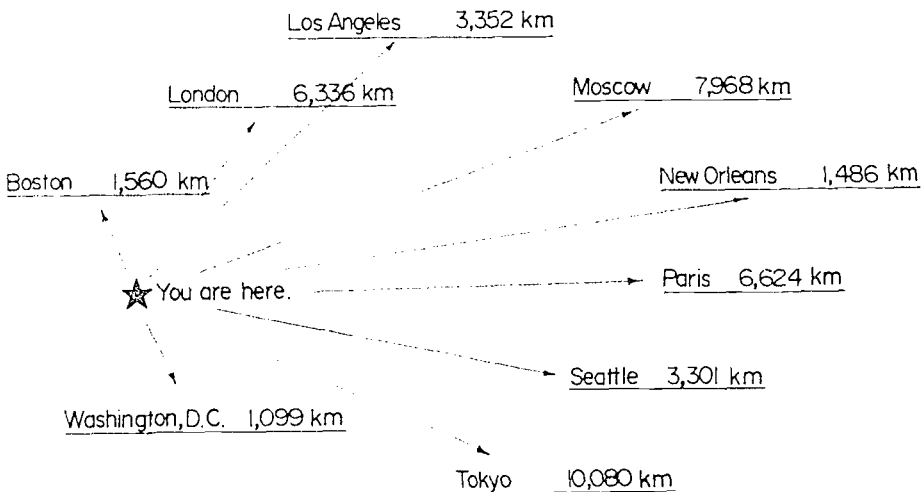 Los Angeles 3,352 km
London 6,336 km
Moscow 7,968 km
Boston 1,560 km
New Orleans 1,486 km
You are here.
Paris 6,624 km
Seattle 3,301 km
Washington, D.C. 1,099 km
Tokyo 10,080 km